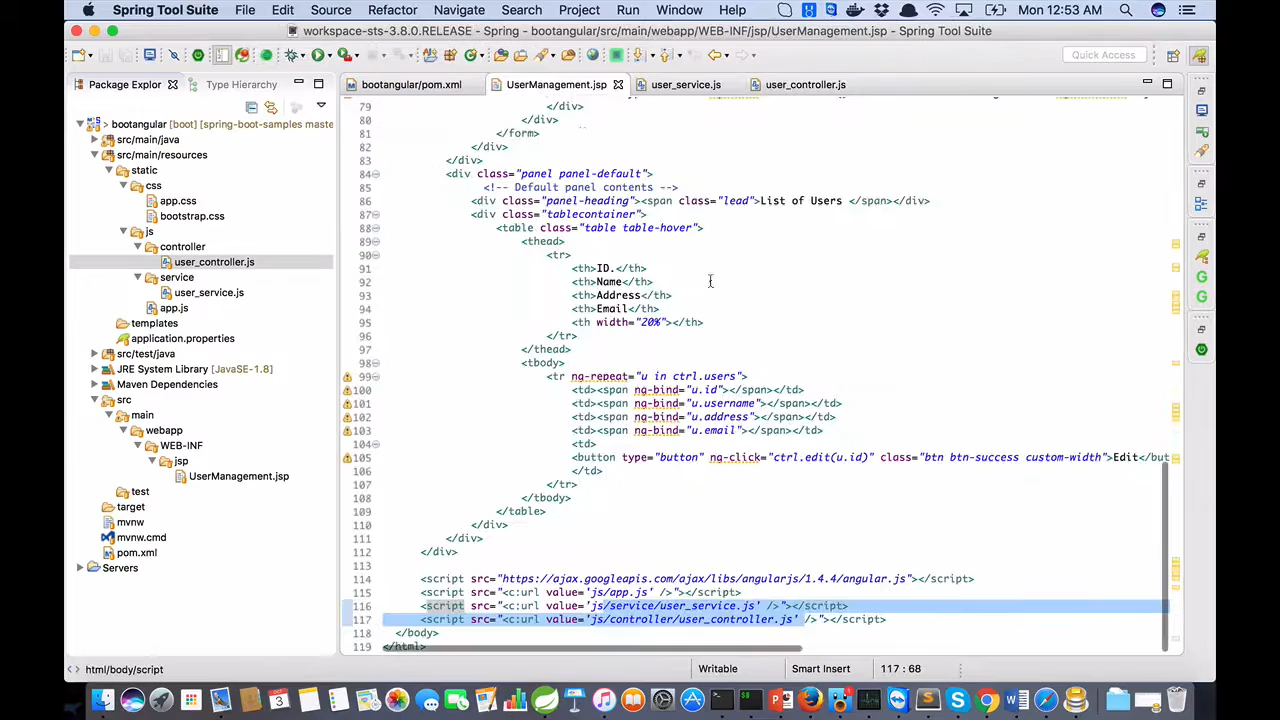 Spring Tool Suite File Edit Source Refactor Navigate Search Project Run Window Help Mon 12:53 AM
workspace-sts-3.8.0.RELEASE - Spring - bootangular/src/main/webapp/WEB-INF/jsp/UserManagement.jsp - Spring Tool Suite
Quick Access
Package Explor Type Hierarchy
bootangular/pom.xml UserManagement.jsp user_service.js user_controller.js
> bootangular [boot] [spring-boot-samples maste
src/main/java
src/main/resources
static
css
app.css
bootstrap.css
js
controller
user_controller.js
service
user_service.js
app.js
templates
application.properties
src/test/java
JRE System Library [JavaSE-1.8]
Maven Dependencies
src
main
webapp
WEB-INF
jsp
UserManagement.jsp
test
target
mvnw
mvnw.cmd
pom.xml
Servers
79 </div>
80 </div>
81 </form>
82 </div>
83 </div>
84 <div class="panel panel-default">
85 <!-- Default panel contents -->
86 <div class="panel-heading"><span class="lead">List of Users </span></div>
87 <div class="tablecontainer">
88 <table class="table table-hover">
89 <thead>
90 <tr>
91 <th>ID.</th>
92 <th>Name</th>
93 <th>Address</th>
94 <th>Email</th>
95 <th width="20%"></th>
96 </tr>
97 </thead>
98 <tbody>
99 <tr ng-repeat="u in ctrl.users">
100 <td><span ng-bind="u.id"></span></td>
101 <td><span ng-bind="u.username"></span></td>
102 <td><span ng-bind="u.address"></span></td>
103 <td><span ng-bind="u.email"></span></td>
104 <td>
105 <button type="button" ng-click="ctrl.edit(u.id)" class="btn btn-success custom-width">Edit</but
106 </td>
107 </tr>
108 </tbody>
109 </table>
110 </div>
111 </div>
112 </div>
113
114 <script src="https://ajax.googleapis.com/ajax/libs/angularjs/1.4.4/angular.js"></script>
115 <script src="<c:url value='js/app.js' />"></script>
116 <script src="<c:url value='js/service/user_service.js' />"></script>
117 <script src="<c:url value='js/controller/user_controller.js' />"></script>
118 </body>
119 </html>
html/body/script Writable Smart Insert 117 : 68